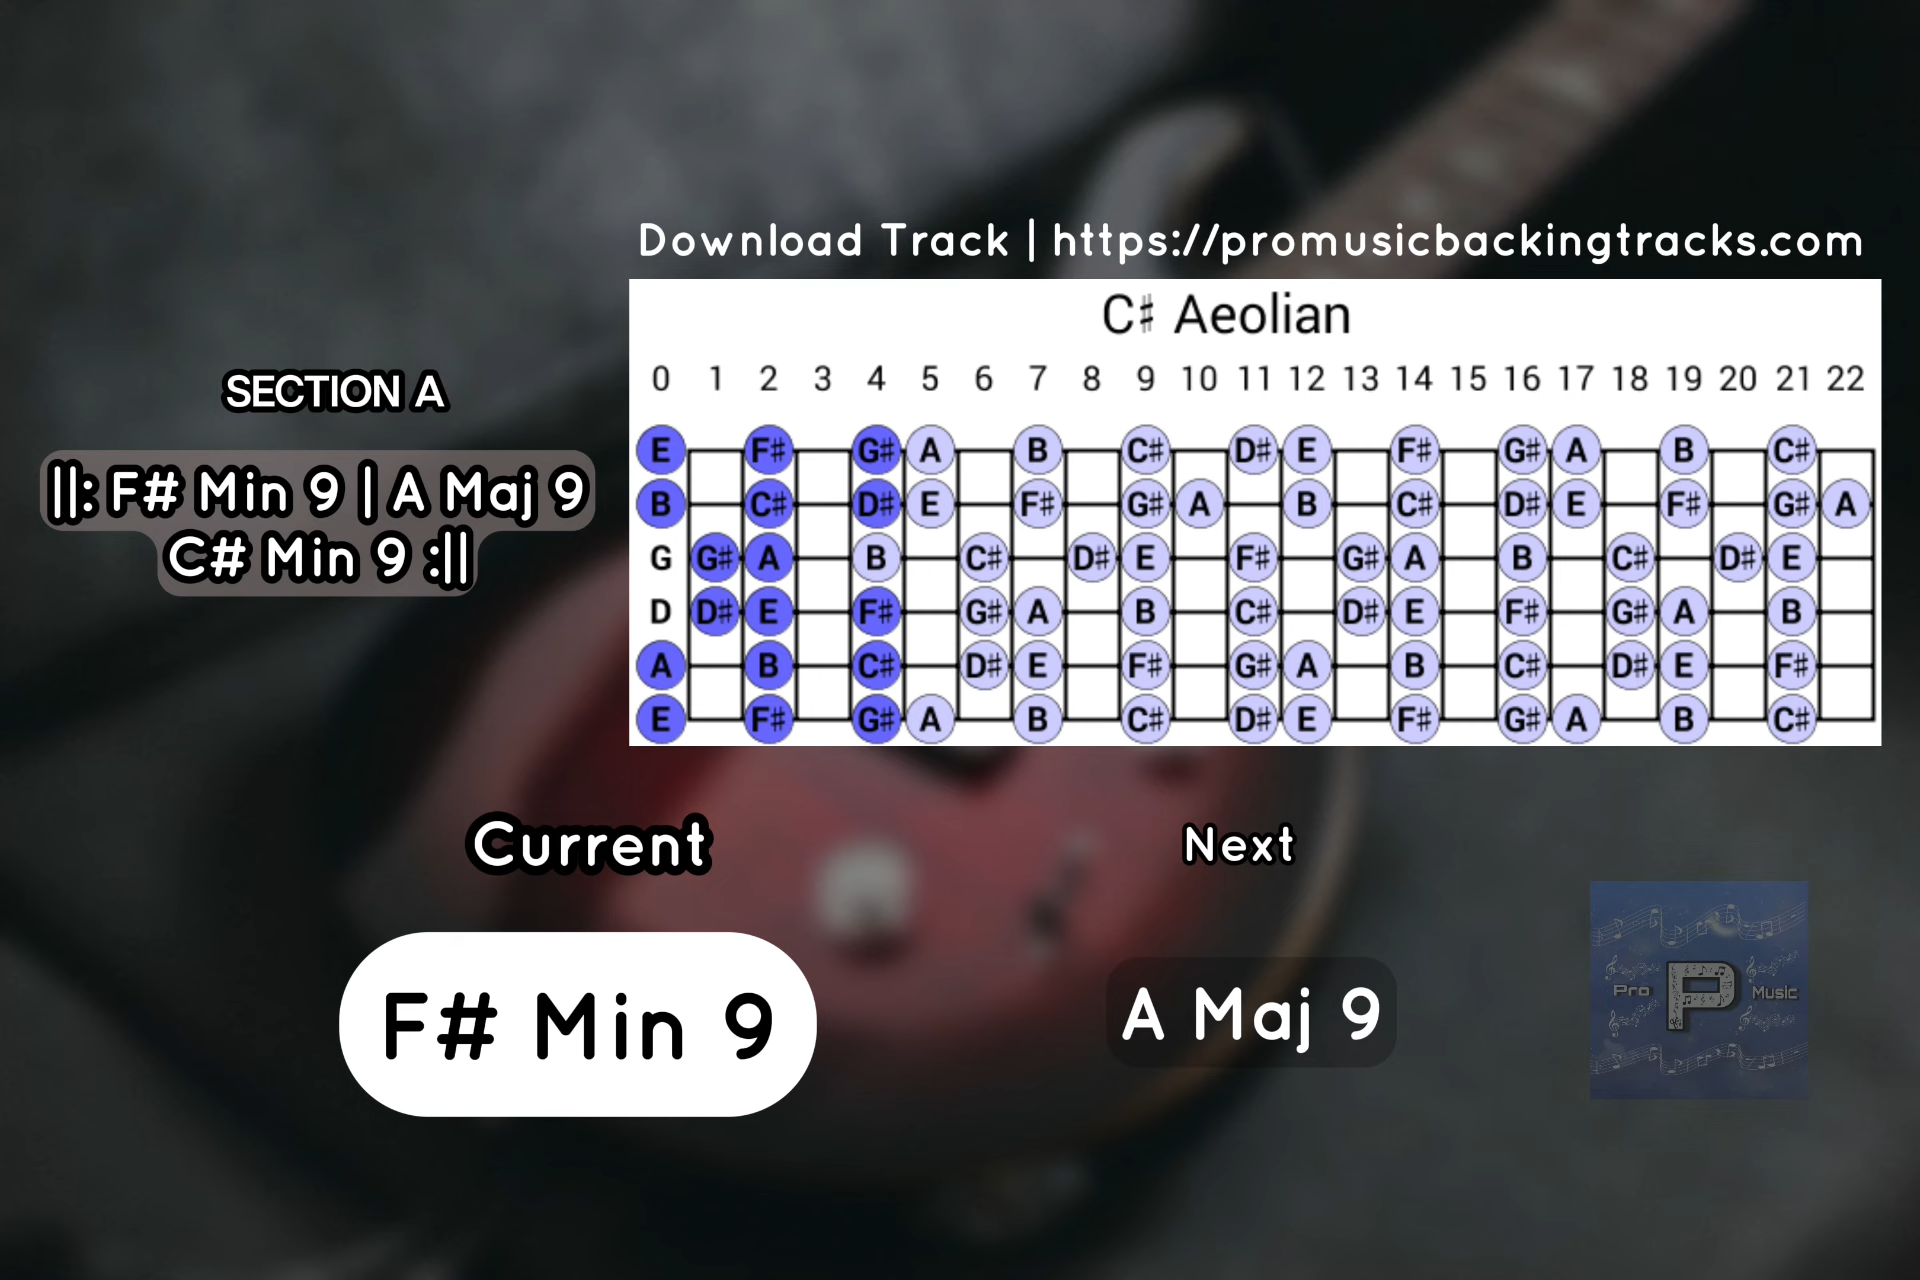 Download Track | https://promusicbackingtracks.com
C♯ Aeolian
0 1 2 3 4 5 6 7 8 9 10 11 12 13 14 15 16 17 18 19 20 21 22
E F♯ G♯ A B C♯ D♯ E F♯ G♯ A B C♯
B C♯ D♯ E F♯ G♯ A B C♯ D♯ E F♯ G♯ A
G G♯ A B C♯ D♯ E F♯ G♯ A B C♯ D♯ E
D D♯ E F♯ G♯ A B C♯ D♯ E F♯ G♯ A B
A B C♯ D♯ E F♯ G♯ A B C♯ D♯ E F♯
E F♯ G♯ A B C♯ D♯ E F♯ G♯ A B C♯
SECTION A
||: F# Min 9 | A Maj 9
C# Min 9 :||
Current
F# Min 9
Next
A Maj 9
Pro P Music